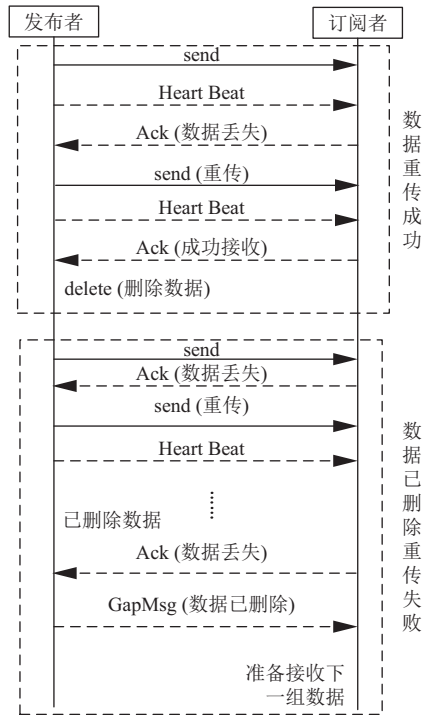 发布者
订阅者
send
Heart Beat
Ack (数据丢失)
send (重传)
Heart Beat
Ack (成功接收)
delete (删除数据)
数据重传成功
send
Ack (数据丢失)
send (重传)
Heart Beat
......
已删除数据
Ack (数据丢失)
GapMsg (数据已删除)
准备接收下
一组数据
数据已删除重传失败